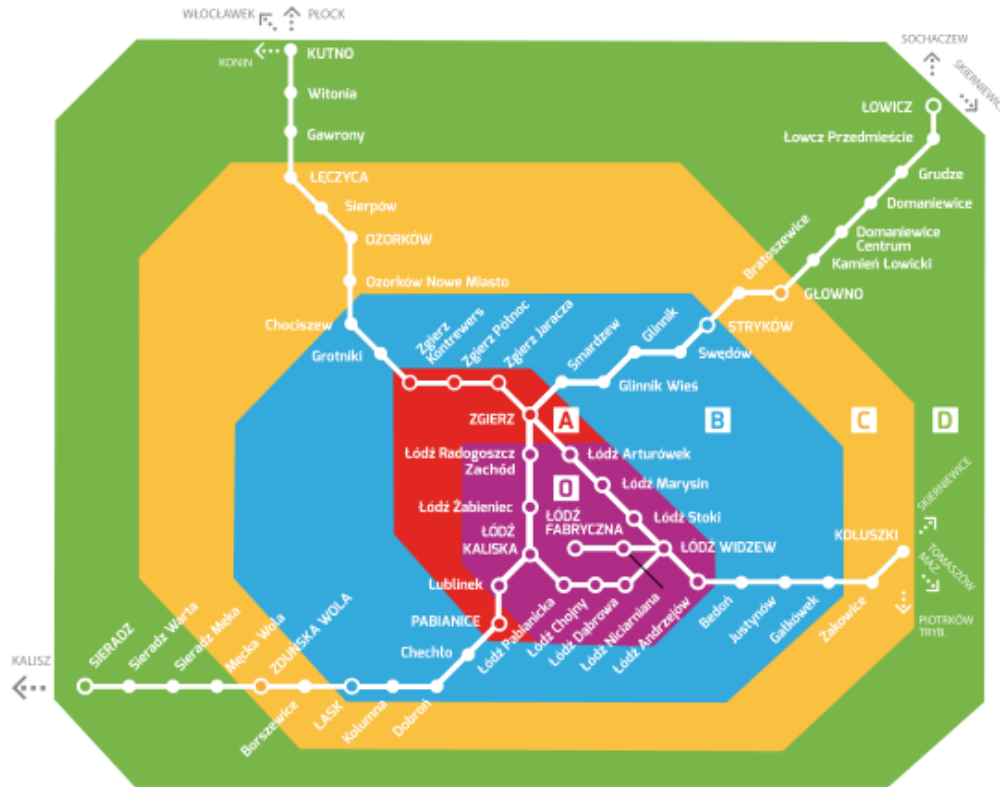 WŁOCŁAWEK
PŁOCK
KONIN
KUTNO
Witonia
Gawrony
ŁĘCZYCA
Sierpów
OZORKÓW
Ozorków Nowe Miasto
Chociszew
Grotniki
Zgierz
Kontrewers
Zgierz Północ
Zgierz Jaracza
ZGIERZ
SOCHACZEW
SKIERNIEWICE
ŁOWICZ
Łowcz Przedmieście
Grudze
Domaniewice
Domaniewice
Centrum
Kamień Łowicki
Bratoszewice
GŁOWNO
STRYKÓW
Swędów
Glinnik
Glinnik Wieś
Smardzew
A
B
C
D
O
Łódź Radogoszcz
Zachód
Łódź Arturówek
Łódź Marysin
Łódź Żabieniec
ŁÓDŹ
FABRYCZNA
Łódź Stoki
ŁÓDŹ
KALISKA
ŁÓDŹ WIDZEW
KOLUSZKI
SKIERNIEWICE
TOMASZÓW
MAZ.
PIOTRKÓW
TRYB.
Lublinek
PABIANICE
Chechło
Łódź Pabianicka
Łódź Chojny
Łódź Dąbrowa
Łódź Niciarniana
Łódź Andrzejów
Bedoń
Justynów
Gałkówek
Żakowice
KALISZ
SIERADZ
Sieradz Warta
Sieradz Męka
Męcka Wola
ZDUŃSKA WOLA
Borszewice
ŁASK
Kolumna
Dobroń